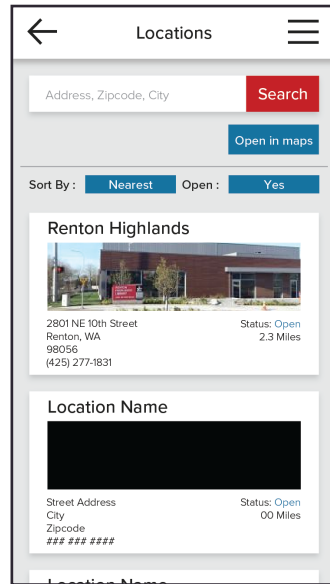 Locations
Address, Zipcode, City
Search
Open in maps
Sort By :
Nearest
Open :
Yes
Renton Highlands
2801 NE 10th Street
Status: Open
Renton, WA
2.3 Miles
98056
(425) 277-1831
Location Name
Street Address
Status: Open
City
00 Miles
Zipcode
### ### ####
Location Name